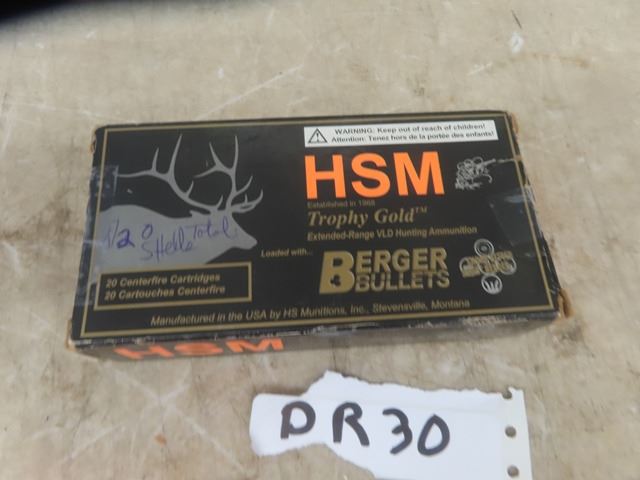 WARNING: Keep out of reach of children!
Attention: Tenez hors de la portée des enfants!
HSM
Established in 1968
Trophy Gold™
Extended-Range VLD Hunting Ammunition
Loaded with...
BERGER
BULLETS
Total
Shells
20 Centerfire Cartridges
20 Cartouches Centerfire
Manufactured in the USA by HS Munitions, Inc., Stevensville, Montana
HSM
DR30